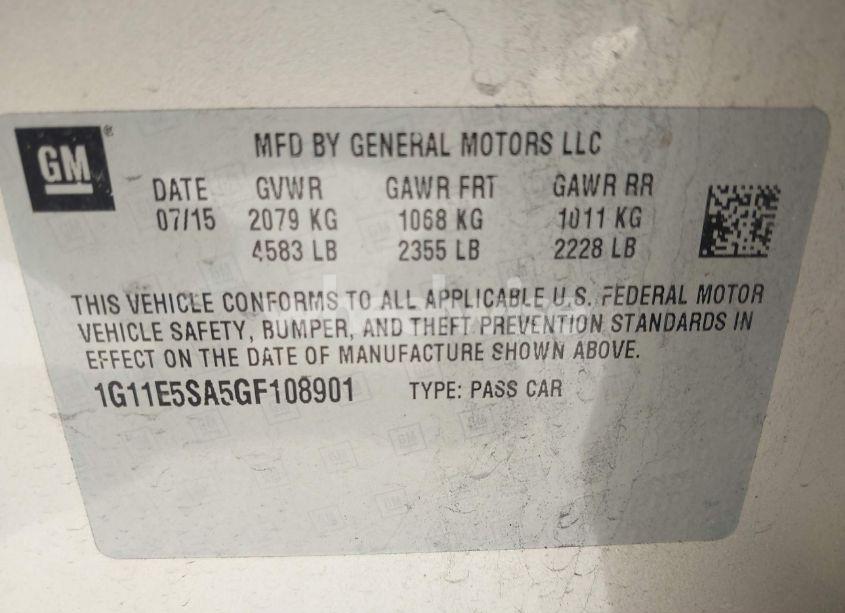 GM
MFD BY GENERAL MOTORS LLC
DATE GVWR GAWR FRT GAWR RR
07/15 2079 KG 1068 KG 1011 KG
4583 LB 2355 LB 2228 LB
THIS VEHICLE CONFORMS TO ALL APPLICABLE U.S. FEDERAL MOTOR
VEHICLE SAFETY, BUMPER, AND THEFT PREVENTION STANDARDS IN
EFFECT ON THE DATE OF MANUFACTURE SHOWN ABOVE.
1G11E5SA5GF108901 TYPE: PASS CAR